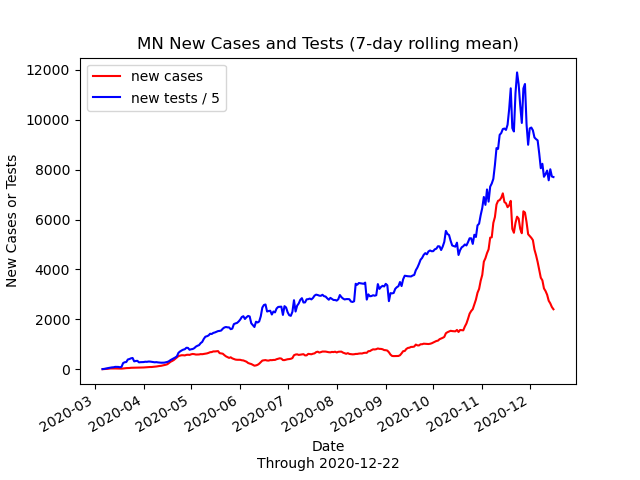 MN New Cases and Tests (7-day rolling mean)
new cases
new tests / 5
New Cases or Tests
12000
10000
8000
6000
4000
2000
0
2020-03
2020-04
2020-05
2020-06
2020-07
2020-08
2020-09
2020-10
2020-11
2020-12
Date
Through 2020-12-22